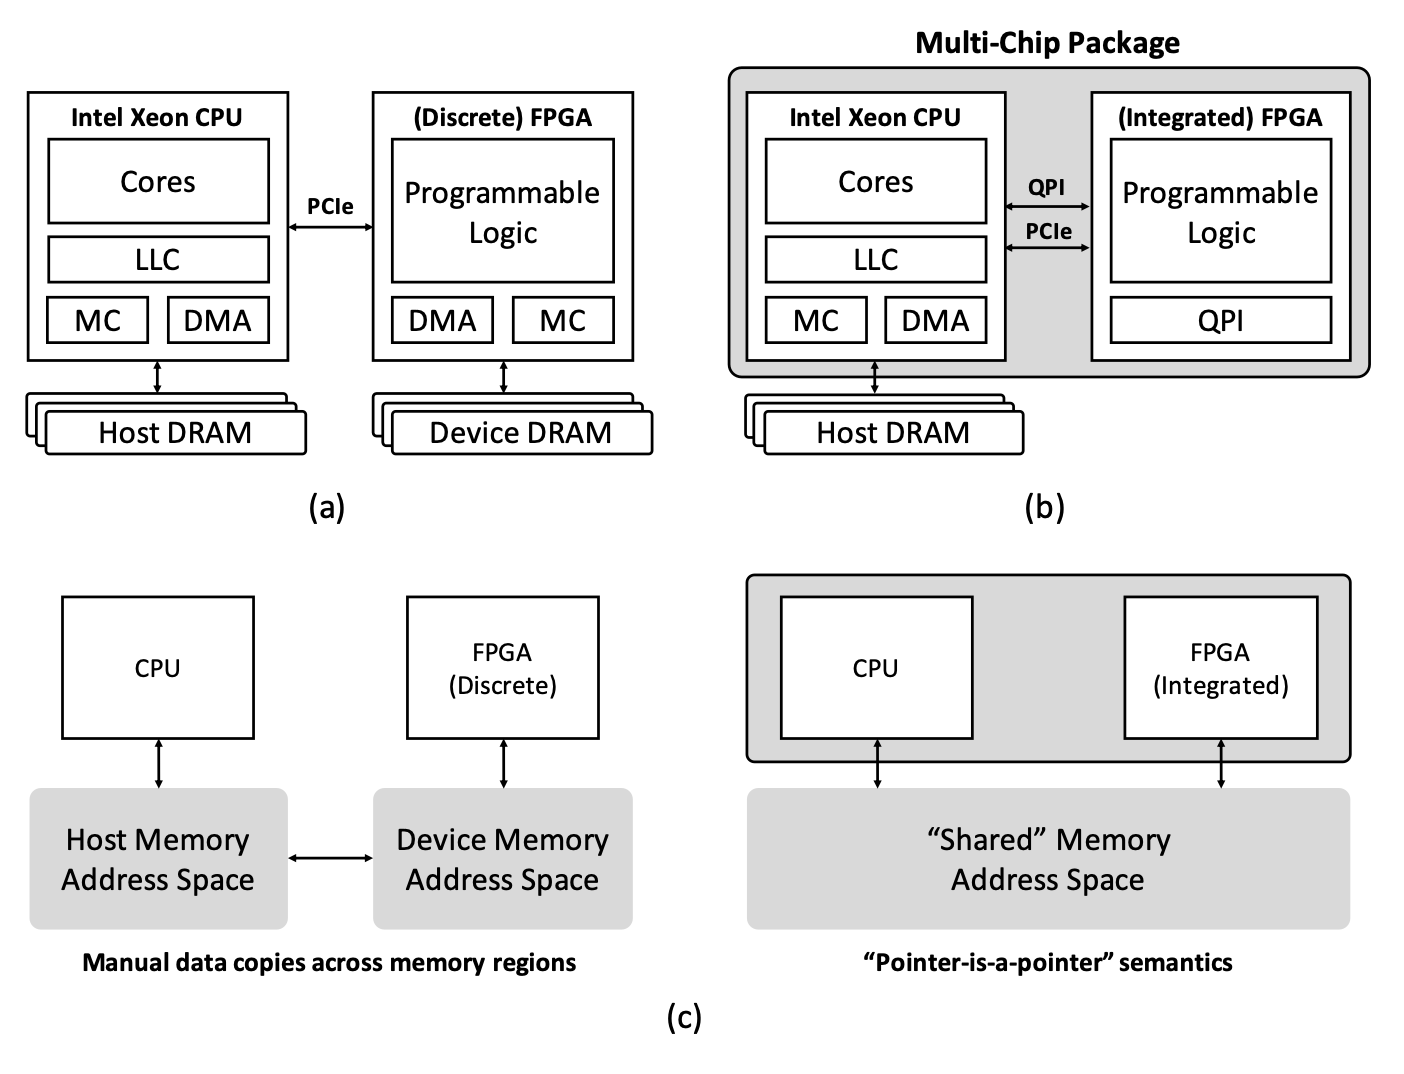 Intel Xeon CPU
Cores
LLC
MC
DMA
Host DRAM
PCIe
(Discrete) FPGA
Programmable
Logic
DMA
MC
Device DRAM
(a)
Multi-Chip Package
Intel Xeon CPU
Cores
LLC
MC
DMA
Host DRAM
QPI
PCIe
(Integrated) FPGA
Programmable
Logic
QPI
(b)
CPU
Host Memory
Address Space
FPGA
(Discrete)
Device Memory
Address Space
Manual data copies across memory regions
CPU
FPGA
(Integrated)
“Shared” Memory
Address Space
“Pointer-is-a-pointer” semantics
(c)